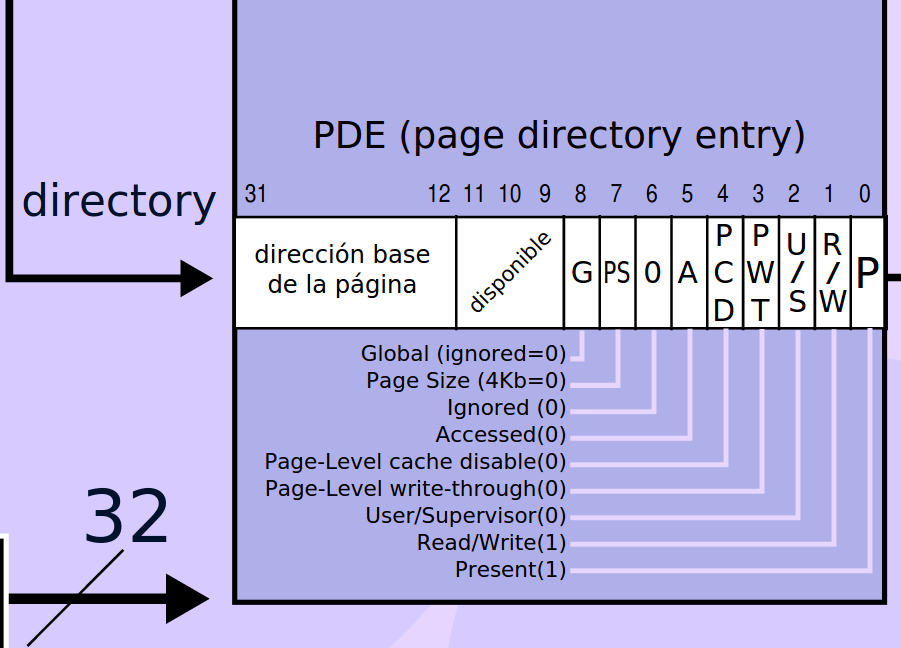 PDE (page directory entry)
directory
31 12 11 10 9 8 7 6 5 4 3 2 1 0
dirección base
de la página
disponible
G PS 0 A PCD PWT U/S R/W P
Global (ignored=0)
Page Size (4Kb=0)
Ignored (0)
Accessed(0)
Page-Level cache disable(0)
Page-Level write-through(0)
User/Supervisor(0)
Read/Write(1)
Present(1)
32